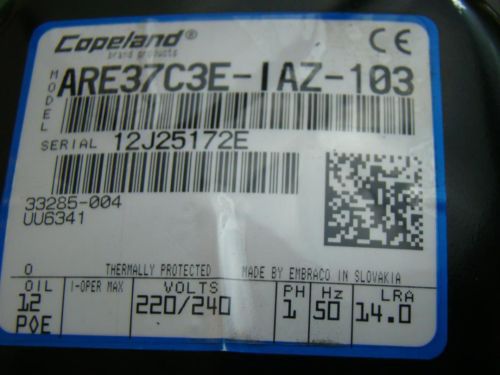 Copeland®
brand products
CE
MODEL ARE37C3E-IAZ-103
SERIAL 12J25172E
33285-004
UU6341
0 THERMALLY PROTECTED MADE BY EMBRACO IN SLOVAKIA
OIL 12 POE
I-OPER MAX
VOLTS 220/240
PH 1
Hz 50
LRA 14.0